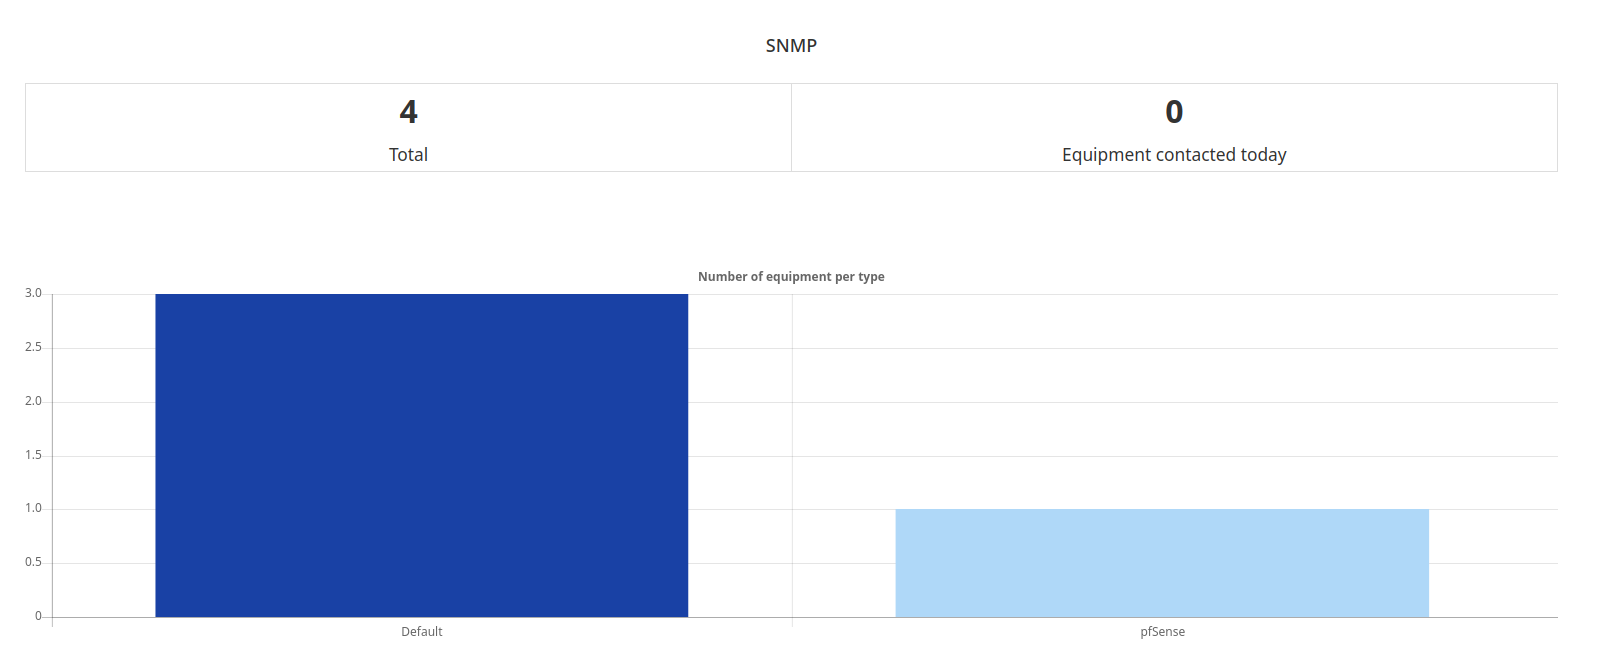 SNMP
4
0
Total
Equipment contacted today
Number of equipment per type
3.0
2.5
2.0
1.5
1.0
0.5
0
Default
pfSense